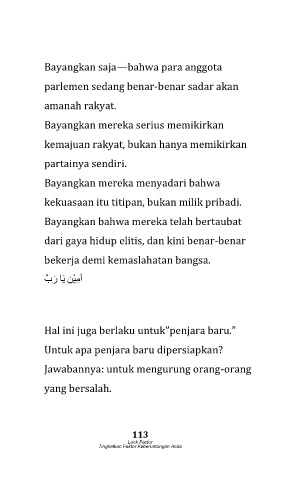 Bayangkan saja—bahwa para anggota
parlemen sedang benar-benar sadar akan
amanah rakyat.
Bayangkan mereka serius memikirkan
kemajuan rakyat, bukan hanya memikirkan
partainya sendiri.
Bayangkan mereka menyadari bahwa
kekuasaan itu titipan, bukan milik pribadi.
Bayangkan bahwa mereka telah bertaubat
dari gaya hidup elitis, dan kini benar-benar
bekerja demi kemaslahatan bangsa.
اَمِيْن يَا رَبّ
Hal ini juga berlaku untuk"penjara baru."
Untuk apa penjara baru dipersiapkan?
Jawabannya: untuk mengurung orang-orang
yang bersalah.
113
Luck Factor
Tingkatkan Faktor Keberuntungan Anda